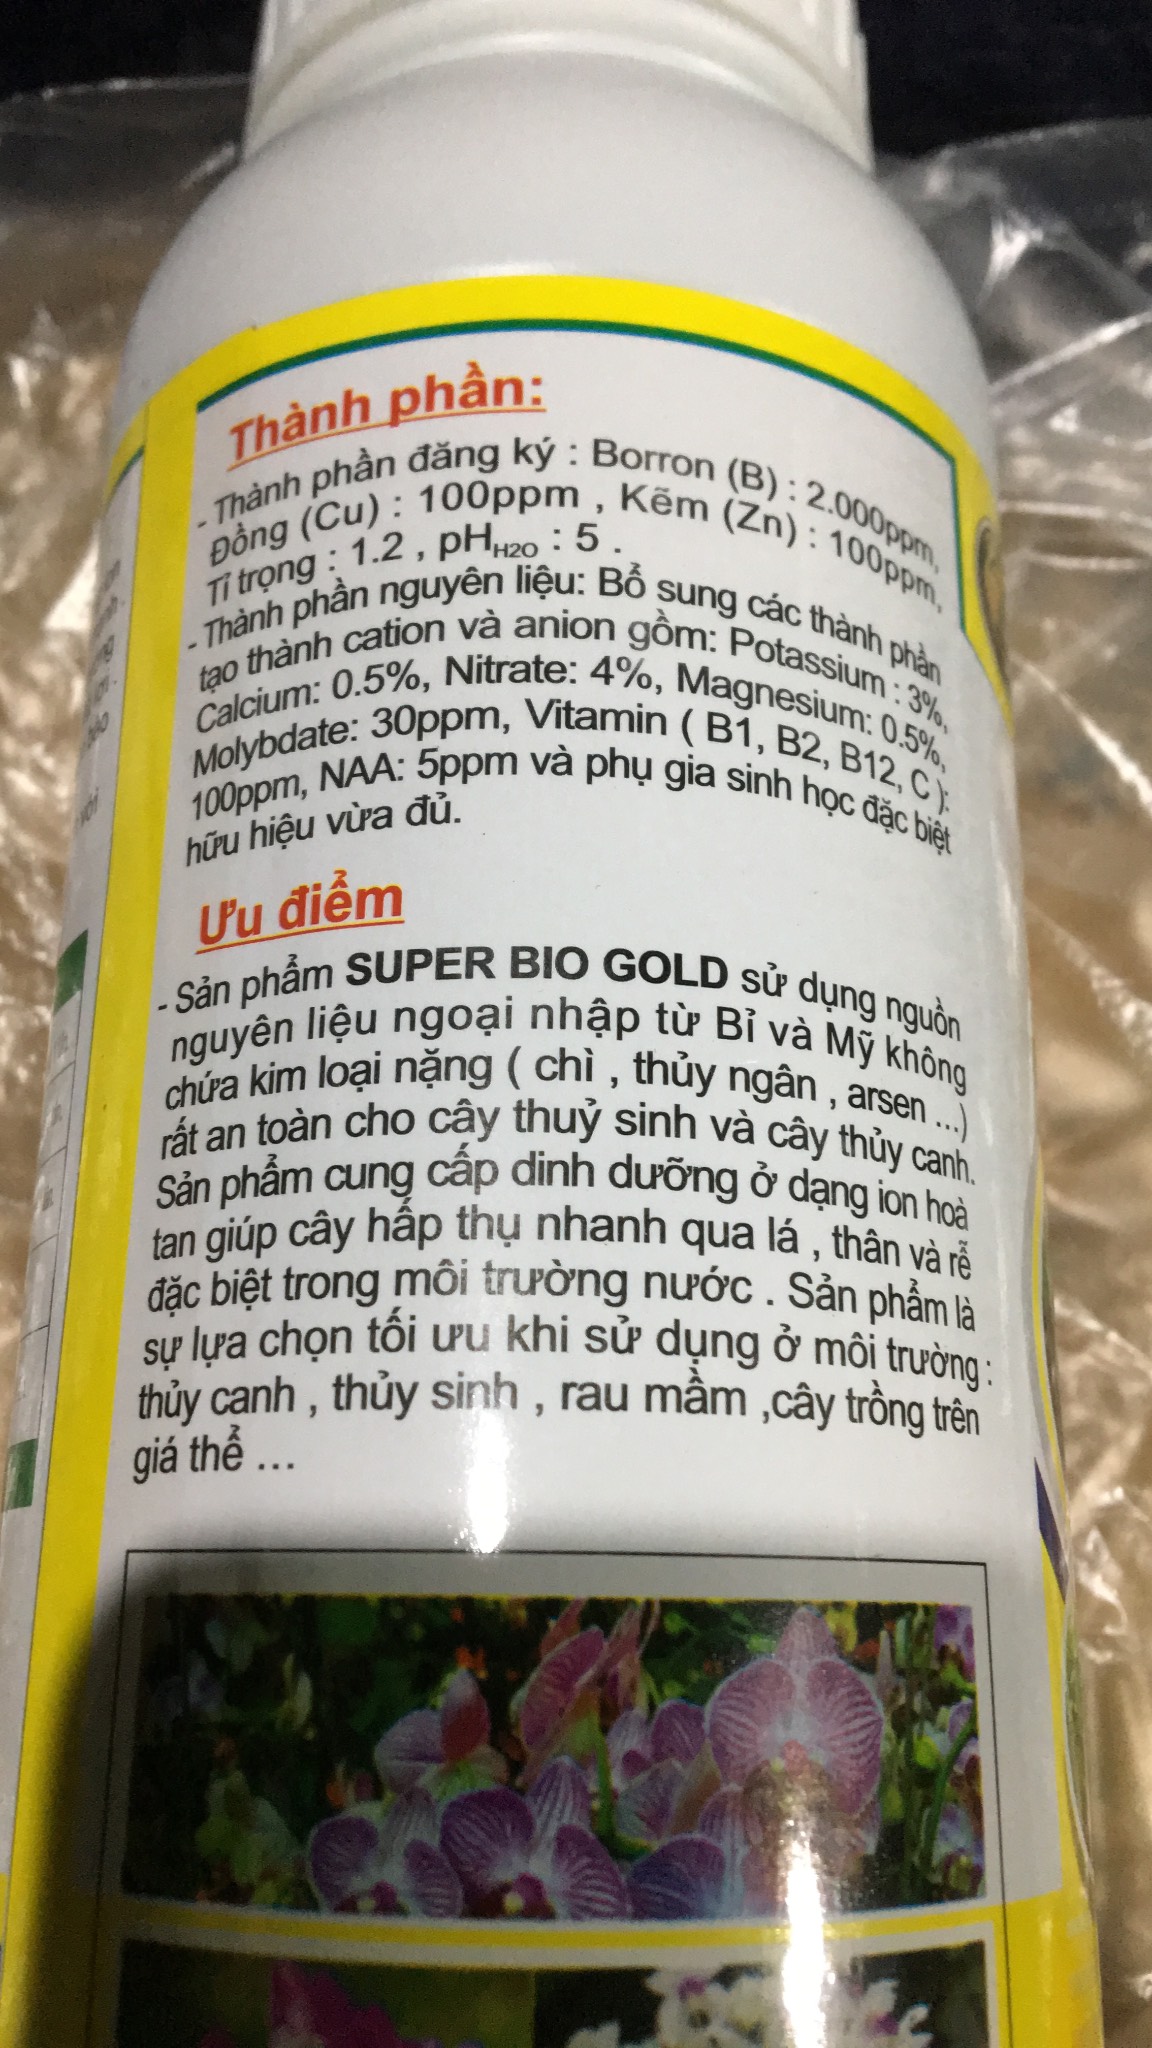 Thành phần:
- Thành phần đăng ký : Borron (B) : 2.000ppm,
Đồng (Cu) : 100ppm , Kẽm (Zn) : 100ppm,
Tỉ trọng : 1.2 , pHH2O : 5 .
- Thành phần nguyên liệu: Bổ sung các thành phần
tạo thành cation và anion gồm: Potassium : 3%,
Calcium: 0.5%, Nitrate: 4%, Magnesium: 0.5%,
Molybdate: 30ppm, Vitamin ( B1, B2, B12, C ):
100ppm, NAA: 5ppm và phụ gia sinh học đặc biệt
hữu hiệu vừa đủ.
Ưu điểm
- Sản phẩm SUPER BIO GOLD sử dụng nguồn
nguyên liệu ngoại nhập từ Bỉ và Mỹ không
chứa kim loại nặng ( chì , thủy ngân , arsen ...)
rất an toàn cho cây thuỷ sinh và cây thủy canh.
Sản phẩm cung cấp dinh dưỡng ở dạng ion hoà
tan giúp cây hấp thụ nhanh qua lá , thân và rễ
đặc biệt trong môi trường nước . Sản phẩm là
sự lựa chọn tối ưu khi sử dụng ở môi trường :
thủy canh , thủy sinh , rau mầm ,cây trồng trên
giá thể ...